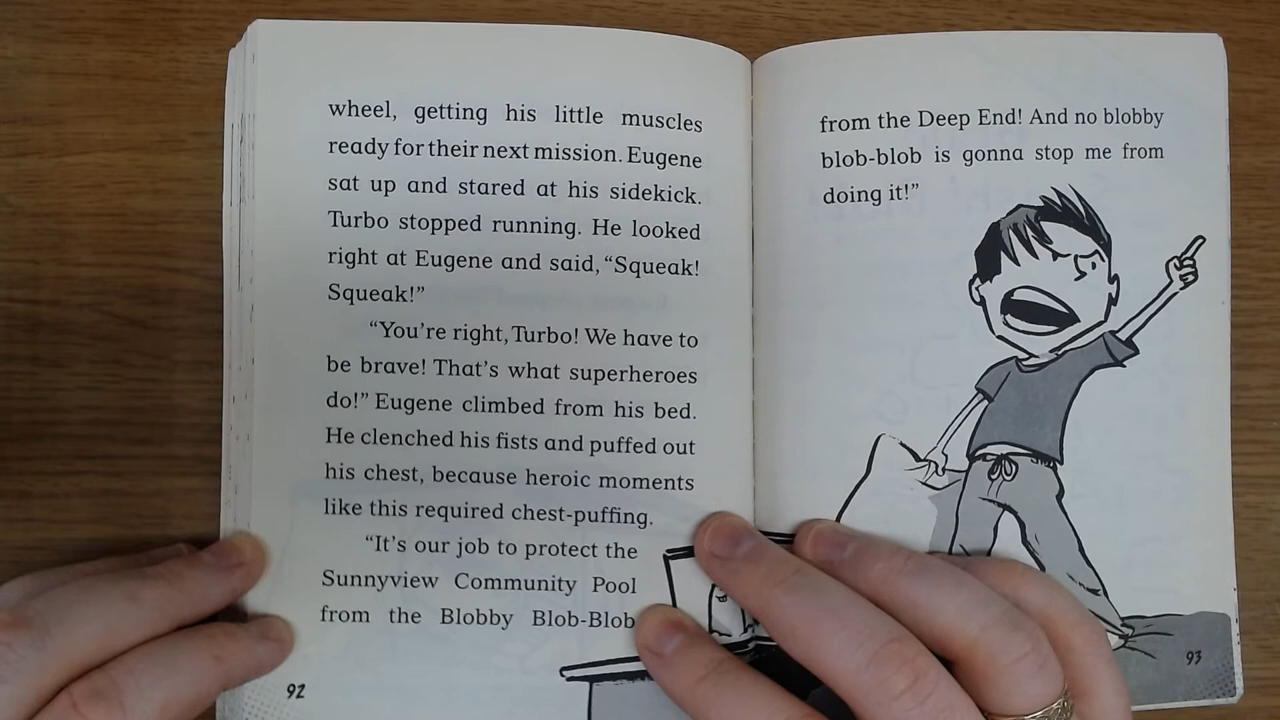 wheel, getting his little muscles
ready for their next mission. Eugene
sat up and stared at his sidekick.
Turbo stopped running. He looked
right at Eugene and said, “Squeak!
Squeak!”
“You’re right, Turbo! We have to
be brave! That’s what superheroes
do!” Eugene climbed from his bed.
He clenched his fists and puffed out
his chest, because heroic moments
like this required chest-puffing.
“It’s our job to protect the
Sunnyview Community Pool
from the Blobby Blob-Blob
92
from the Deep End! And no blobby
blob-blob is gonna stop me from
doing it!”
93